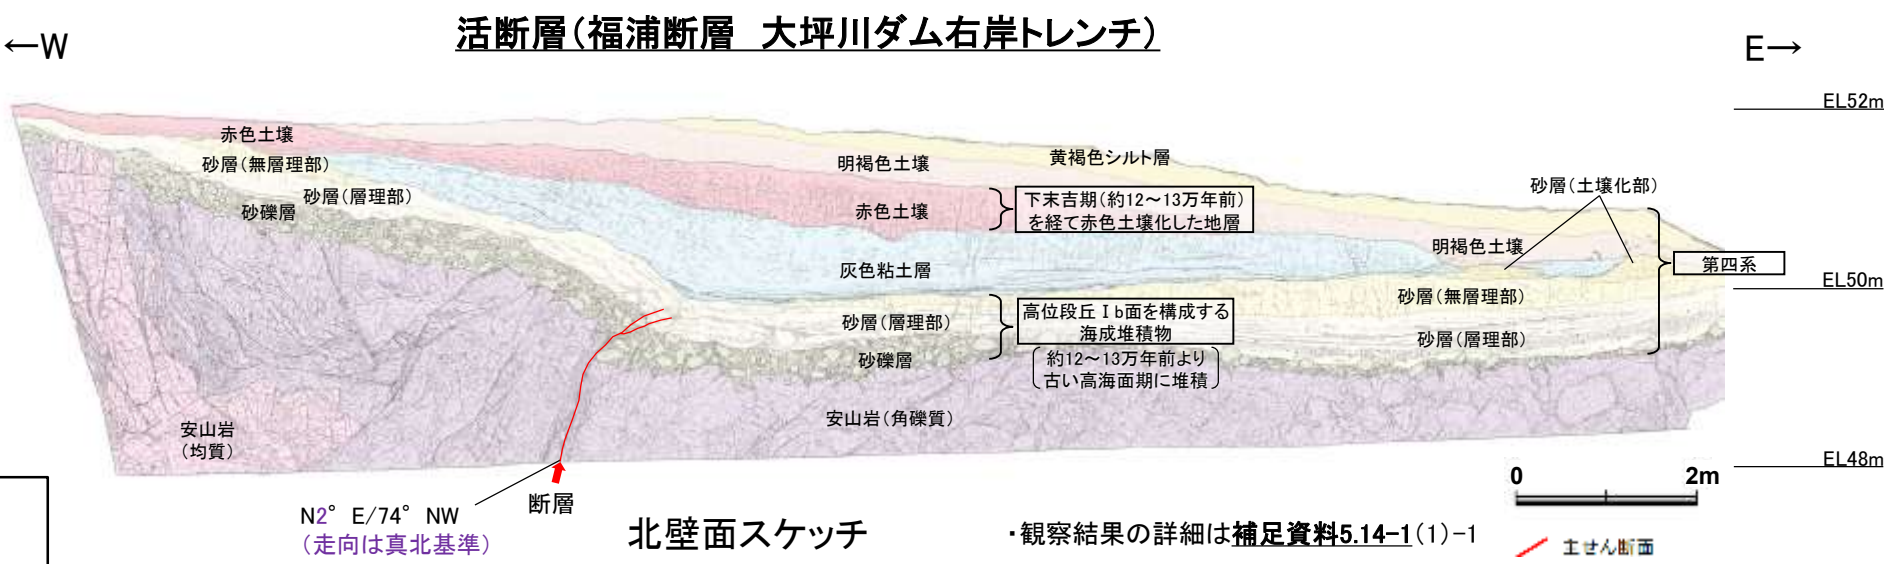 活断層(福浦断層　大坪川ダム右岸トレンチ)
←W
E→
EL52m
赤色土壌
砂層(無層理部)
砂層(層理部)
砂礫層
明褐色土壌
黄褐色シルト層
赤色土壌
下末吉期(約12～13万年前)
を経て赤色土壌化した地層
砂層(土壌化部)
明褐色土壌
第四系
灰色粘土層
EL50m
砂層(無層理部)
高位段丘Ⅰb面を構成する
海成堆積物
砂層(層理部)
砂層(層理部)
砂礫層
約12～13万年前より
古い高海面期に堆積
安山岩(角礫質)
安山岩
(均質)
EL48m
0 2m
断層
N2°E/74°NW
(走向は真北基準)
北壁面スケッチ
・観察結果の詳細は補足資料5.14-1(1)-1
主せん断面